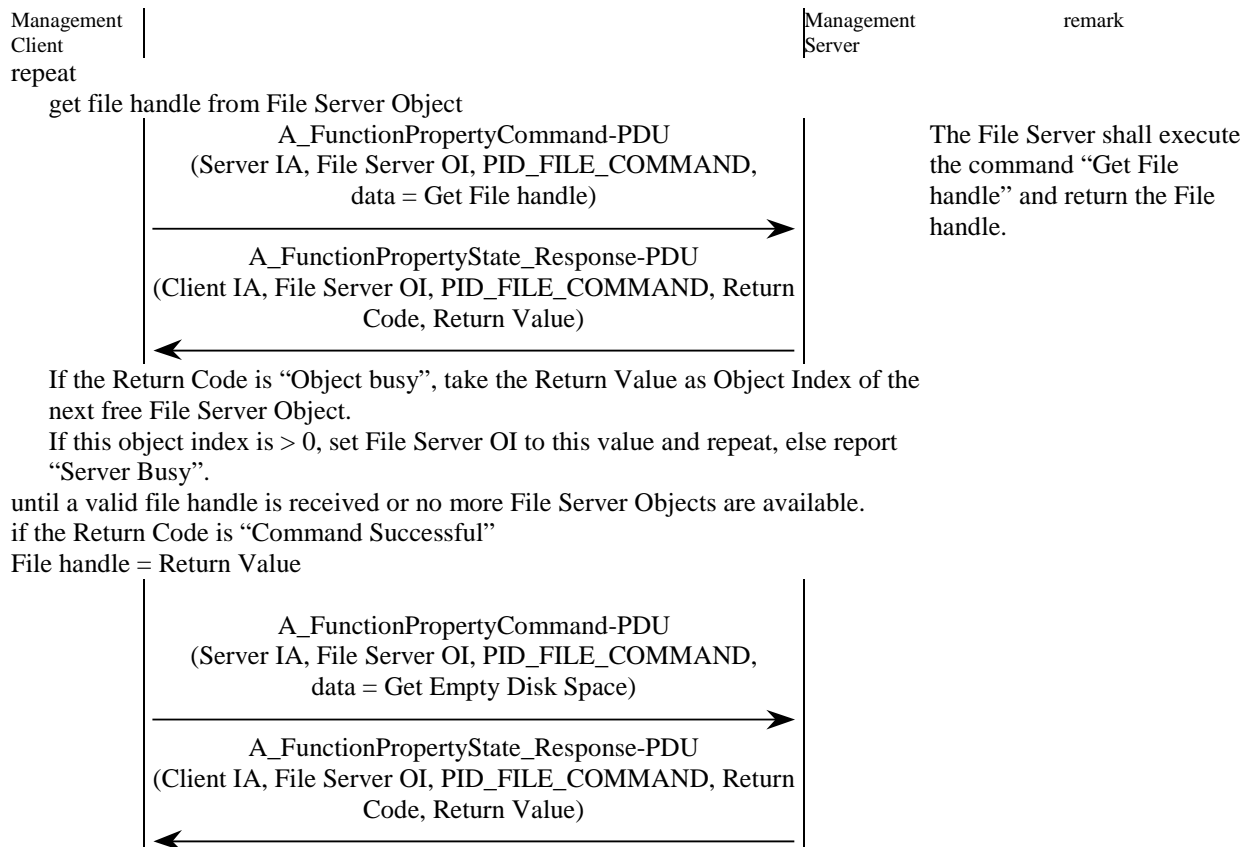 Management
Client
Management
Server
remark
repeat
get file handle from File Server Object
A_FunctionPropertyCommand-PDU
(Server IA, File Server OI, PID_FILE_COMMAND,
data = Get File handle)
The File Server shall execute
the command “Get File
handle” and return the File
handle.
A_FunctionPropertyState_Response-PDU
(Client IA, File Server OI, PID_FILE_COMMAND, Return
Code, Return Value)
If the Return Code is “Object busy”, take the Return Value as Object Index of the
next free File Server Object.
If this object index is > 0, set File Server OI to this value and repeat, else report
“Server Busy”.
until a valid file handle is received or no more File Server Objects are available.
if the Return Code is “Command Successful”
File handle = Return Value
A_FunctionPropertyCommand-PDU
(Server IA, File Server OI, PID_FILE_COMMAND,
data = Get Empty Disk Space)
A_FunctionPropertyState_Response-PDU
(Client IA, File Server OI, PID_FILE_COMMAND, Return
Code, Return Value)